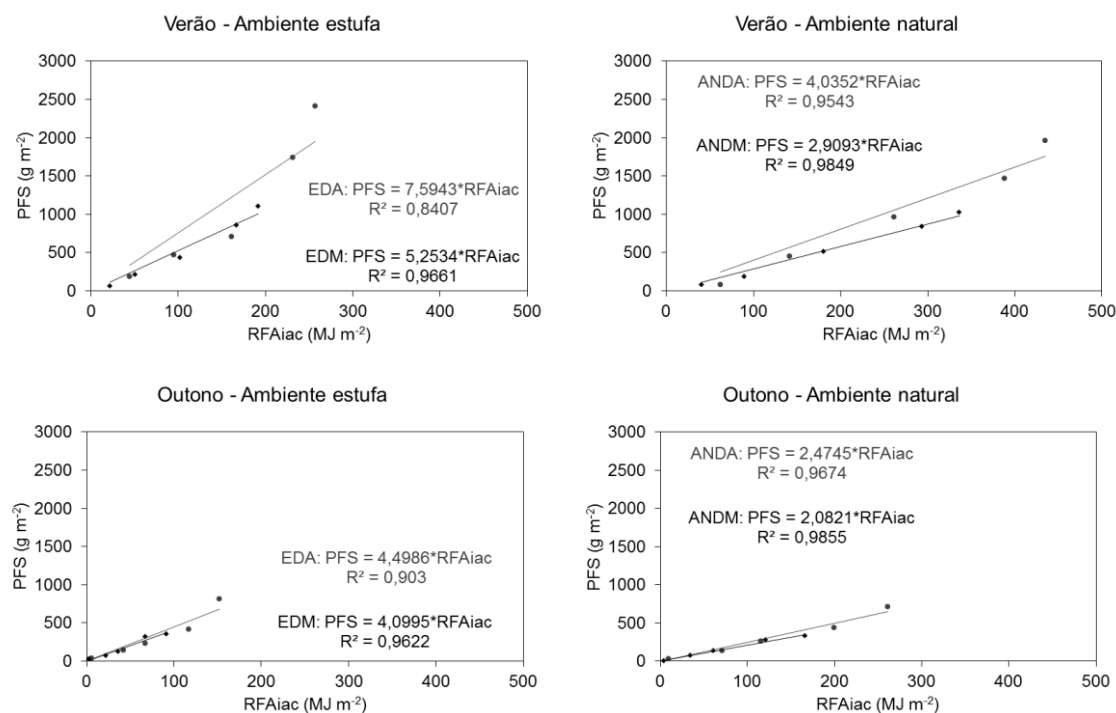 Verão - Ambiente estufa
3000
2500
2000
1500
1000
500
0
PFS (g m⁻²)
EDA: PFS = 7,5943*RFAiac
R² = 0,8407
EDM: PFS = 5,2534*RFAiac
R² = 0,9661
0 100 200 300 400 500
RFAiac (MJ m⁻²)
Verão - Ambiente natural
3000
2500
2000
1500
1000
500
0
PFS (g m⁻²)
ANDA: PFS = 4,0352*RFAiac
R² = 0,9543
ANDM: PFS = 2,9093*RFAiac
R² = 0,9849
0 100 200 300 400 500
RFAiac (MJ m⁻²)
Outono - Ambiente estufa
3000
2500
2000
1500
1000
500
0
PFS (g m⁻²)
EDA: PFS = 4,4986*RFAiac
R² = 0,903
EDM: PFS = 4,0995*RFAiac
R² = 0,9622
0 100 200 300 400 500
RFAiac (MJ m⁻²)
Outono - Ambiente natural
3000
2500
2000
1500
1000
500
0
PFS (g m⁻²)
ANDA: PFS = 2,4745*RFAiac
R² = 0,9674
ANDM: PFS = 2,0821*RFAiac
R² = 0,9855
0 100 200 300 400 500
RFAiac (MJ m⁻²)